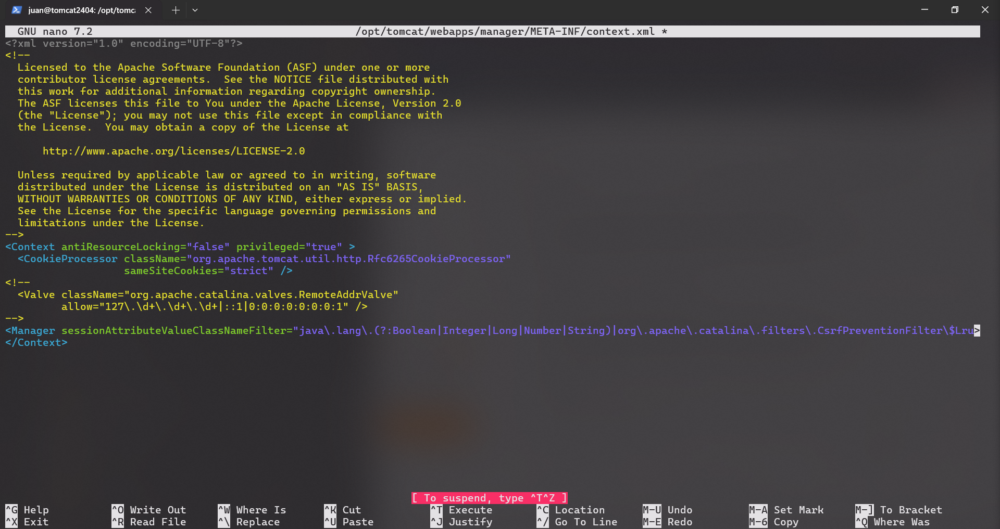 juan@tomcat2404: /opt/tomca
GNU nano 7.2 /opt/tomcat/webapps/manager/META-INF/context.xml *
<?xml version="1.0" encoding="UTF-8"?>
<!--
Licensed to the Apache Software Foundation (ASF) under one or more
contributor license agreements.  See the NOTICE file distributed with
this work for additional information regarding copyright ownership.
The ASF licenses this file to You under the Apache License, Version 2.0
(the "License"); you may not use this file except in compliance with
the License.  You may obtain a copy of the License at
http://www.apache.org/licenses/LICENSE-2.0
Unless required by applicable law or agreed to in writing, software
distributed under the License is distributed on an "AS IS" BASIS,
WITHOUT WARRANTIES OR CONDITIONS OF ANY KIND, either express or implied.
See the License for the specific language governing permissions and
limitations under the License.
-->
<Context antiResourceLocking="false" privileged="true" >
<CookieProcessor className="org.apache.tomcat.util.http.Rfc6265CookieProcessor"
sameSiteCookies="strict" />
<!--
<Valve className="org.apache.catalina.valves.RemoteAddrValve"
allow="127\.\d+\.\d+\.\d+|::1|0:0:0:0:0:0:0:1" />
-->
<Manager sessionAttributeValueClassNameFilter="java\.lang\.(?:Boolean|Integer|Long|Number|String)|org\.apache\.catalina\.filters\.CsrfPreventionFilter\$Lru>
</Context>
[ To suspend, type ^T^Z ]
^G Help ^O Write Out ^W Where Is ^K Cut ^T Execute ^C Location M-U Undo M-A Set Mark M-] To Bracket
^X Exit ^R Read File ^\ Replace ^U Paste ^J Justify ^/ Go To Line M-E Redo M-6 Copy ^Q Where Was